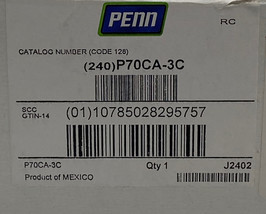 PENN
RC
CATALOG NUMBER (CODE 128)
(240)P70CA-3C
SCC
GTIN-14
(01)10785028295757
P70CA-3C Qty 1 J2402
Product of MEXICO